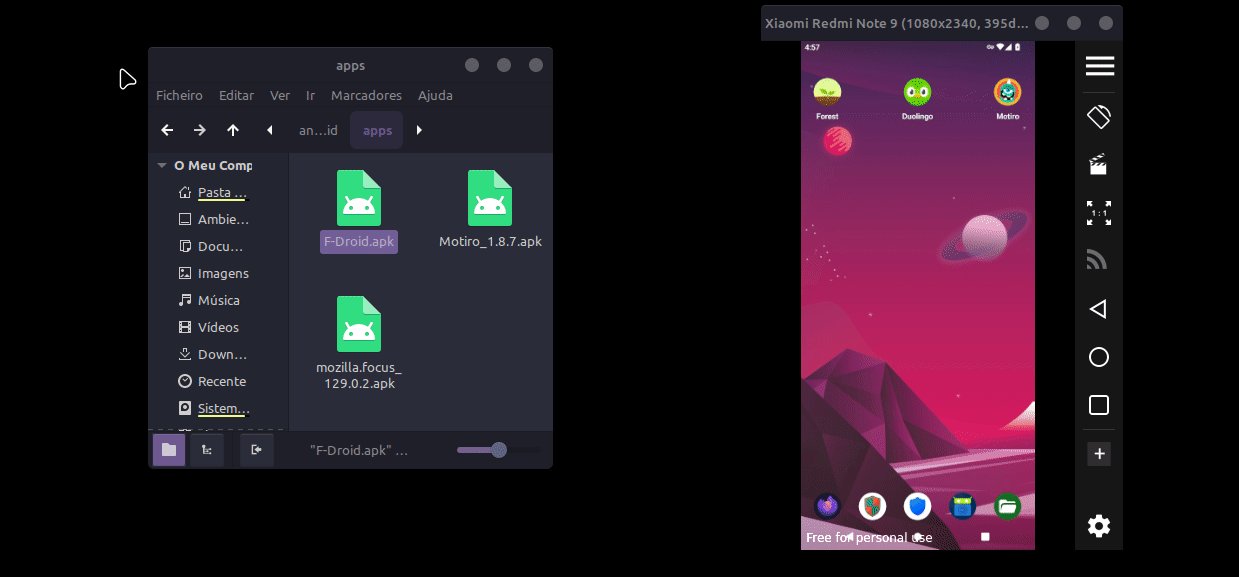 apps
Ficheiro Editar Ver Ir Marcadores Ajuda
an...id apps
O Meu Comp
Pasta ...
Ambie...
Docu...
Imagens
Música
Vídeos
Down...
Recente
Sistem...
F-Droid.apk
Motiro_1.8.7.apk
mozilla.focus_
129.0.2.apk
"F-Droid.apk" ...
Xiaomi Redmi Note 9 (1080x2340, 395d...
4:57
Forest Duolingo Motiro
Free for personal use
1:1